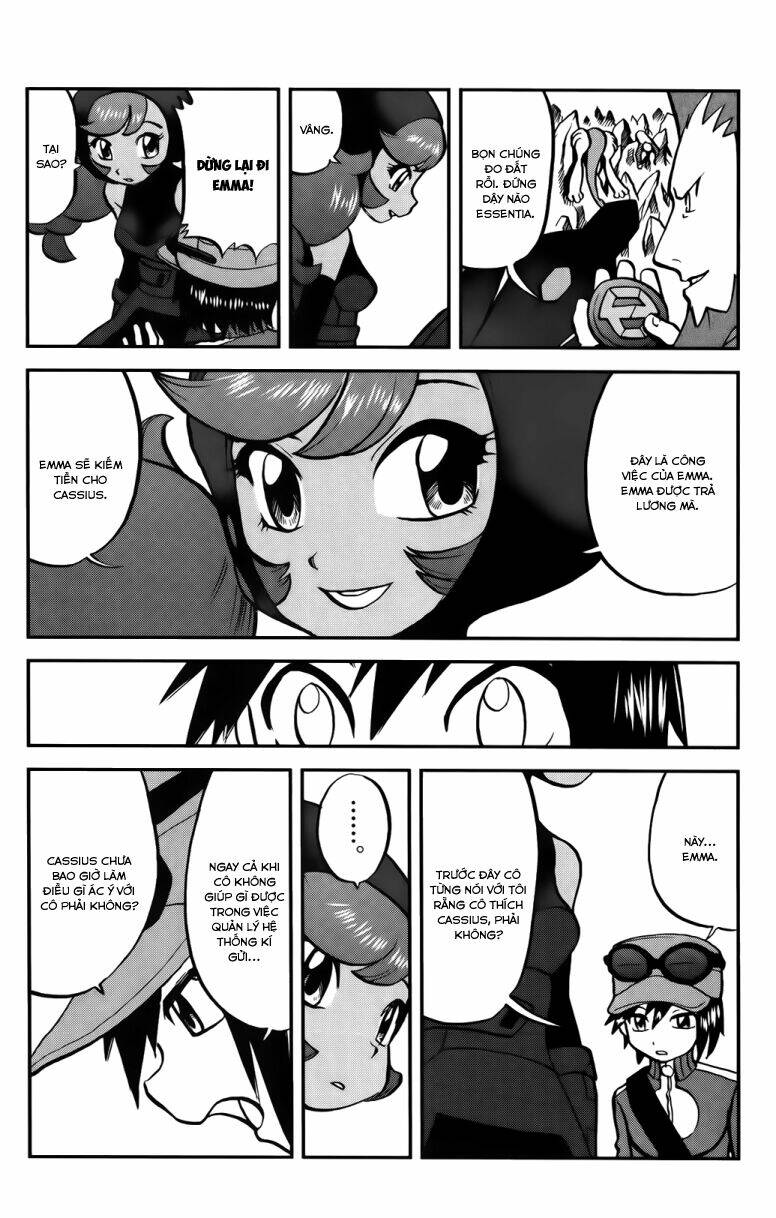 BỌN CHÚNG
ĐO ĐẤT
RỒI. ĐỨNG
DẬY NÀO
ESSENTIA.
VÂNG.
DỪNG LẠI ĐI
EMMA!
TẠI
SAO?
ĐÂY LÀ CÔNG
VIỆC CỦA EMMA.
EMMA ĐƯỢC TRẢ
LƯƠNG MÀ.
EMMA SẼ KIẾM
TIỀN CHO
CASSIUS.
NÀY...
EMMA.
TRƯỚC ĐÂY CÔ
TỪNG NÓI VỚI TÔI
RẰNG CÔ THÍCH
CASSIUS, PHẢI
KHÔNG?
......。
NGAY CẢ KHI
CÔ KHÔNG
GIÚP GÌ ĐƯỢC
TRONG VIỆC
QUẢN LÝ HỆ
THỐNG KÍ
GỬI...
CASSIUS CHƯA
BAO GIỜ LÀM
ĐIỀU GÌ ÁC Ý VỚI
CÔ PHẢI KHÔNG?